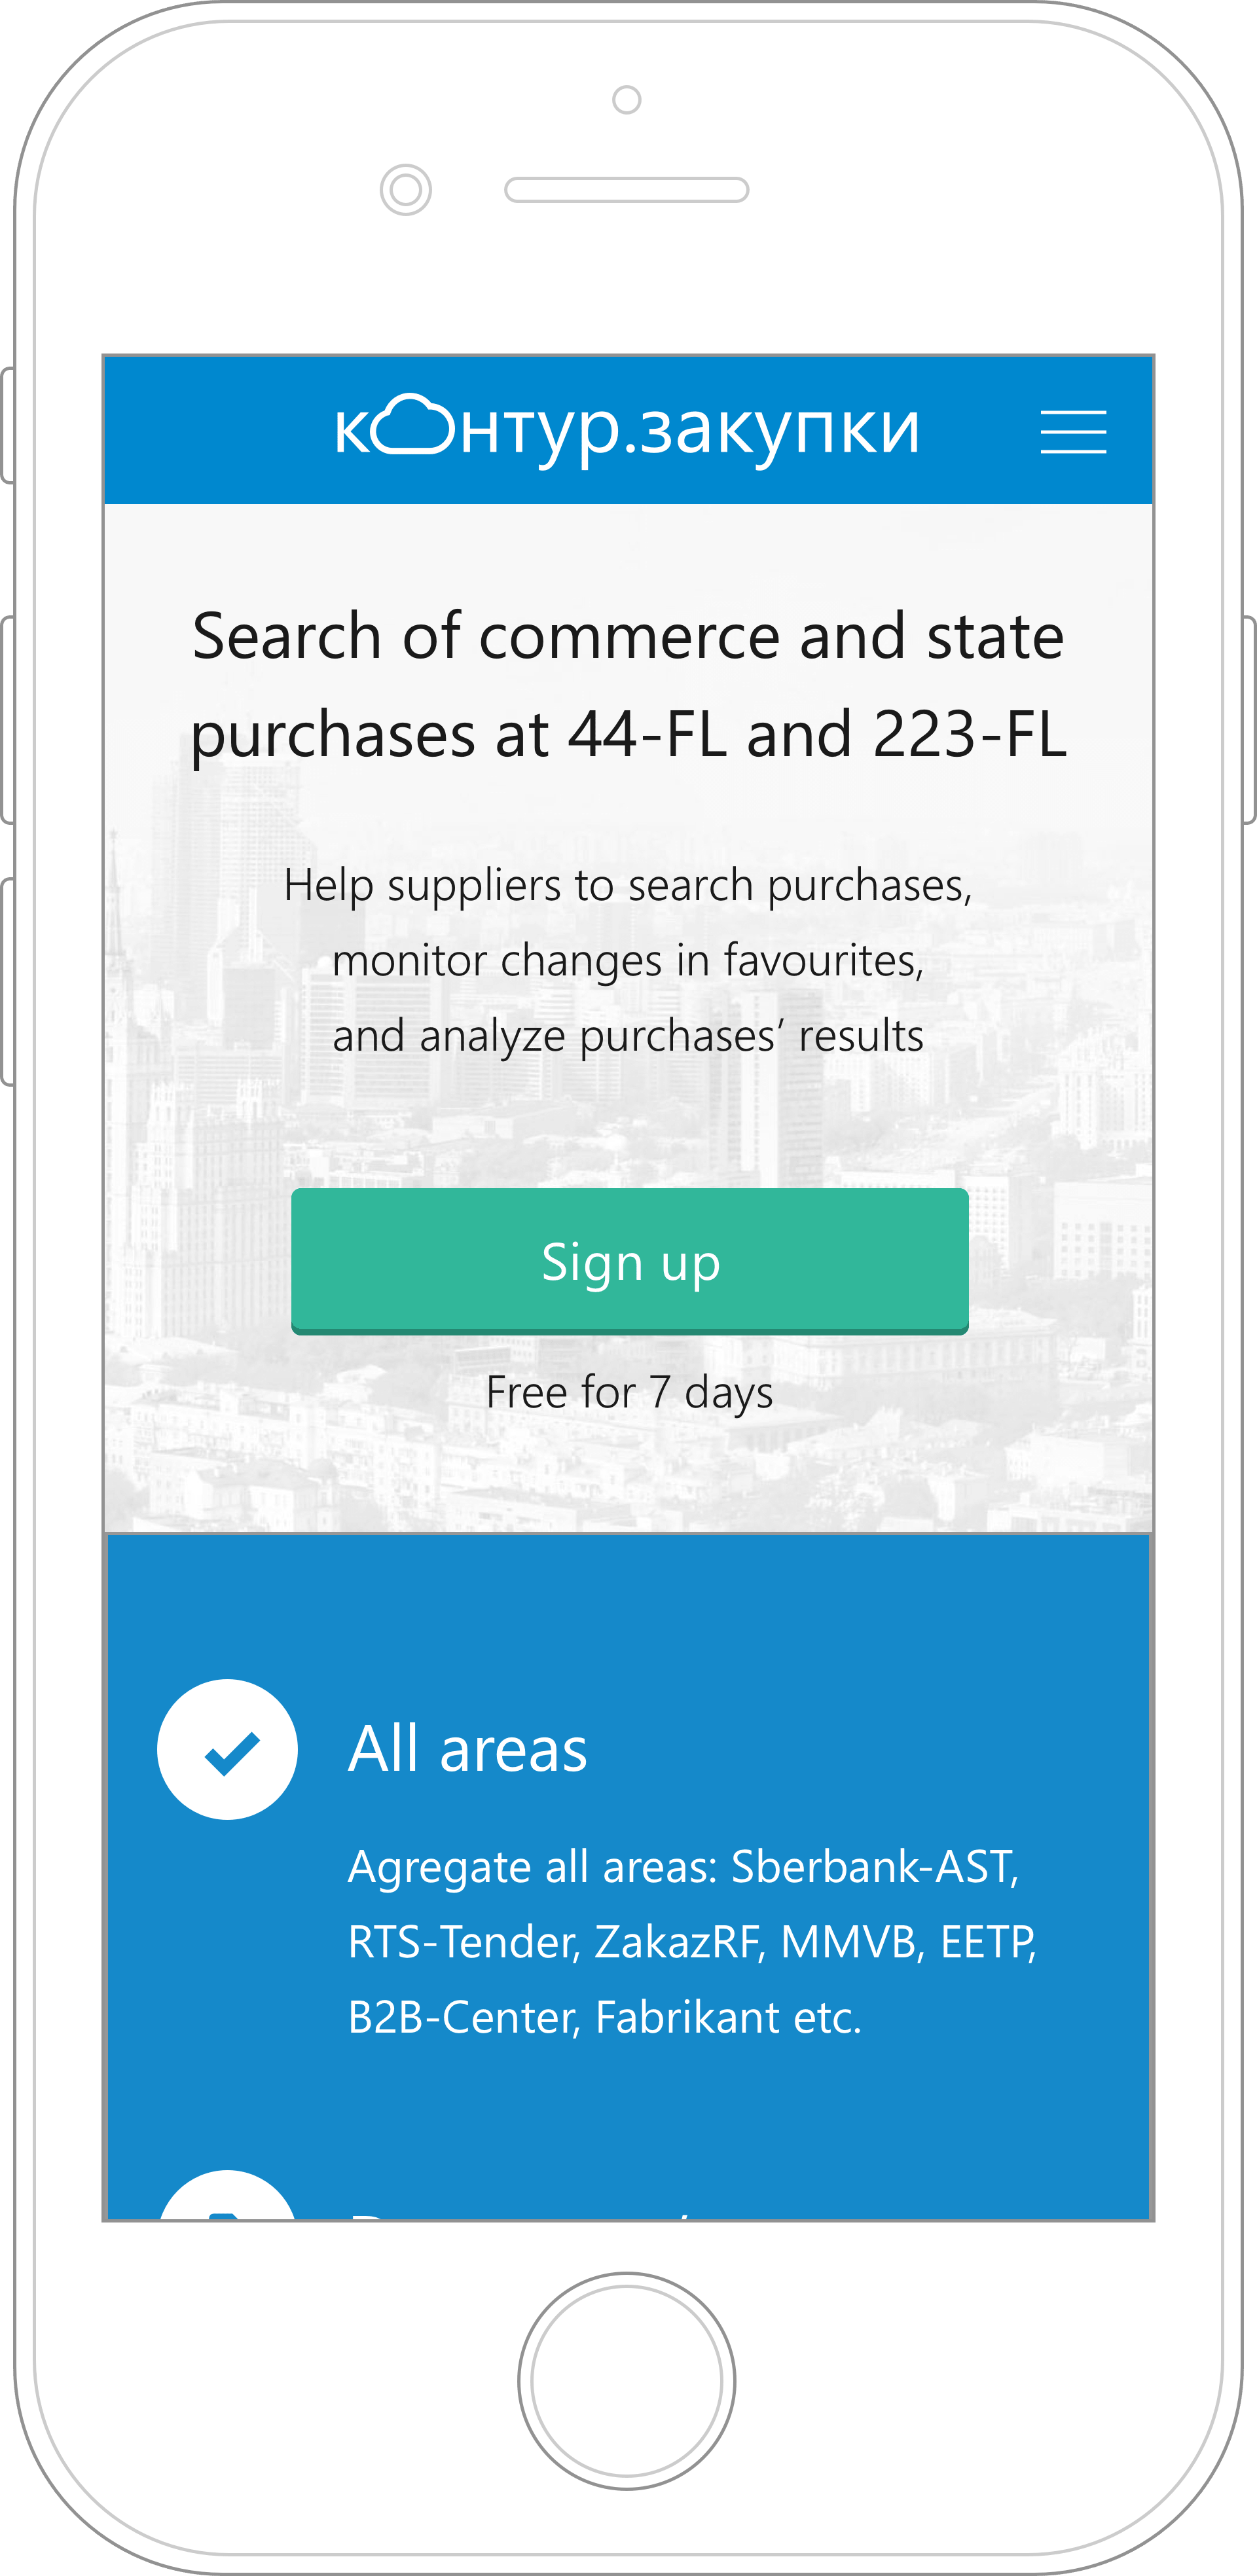 контур.закупки
Search of commerce and state
purchases at 44-FL and 223-FL
Help suppliers to search purchases,
monitor changes in favourites,
and analyze purchases’ results
Sign up
Free for 7 days
All areas
Agregate all areas: Sberbank-AST,
RTS-Tender, ZakazRF, MMVB, EETP,
B2B-Center, Fabrikant etc.